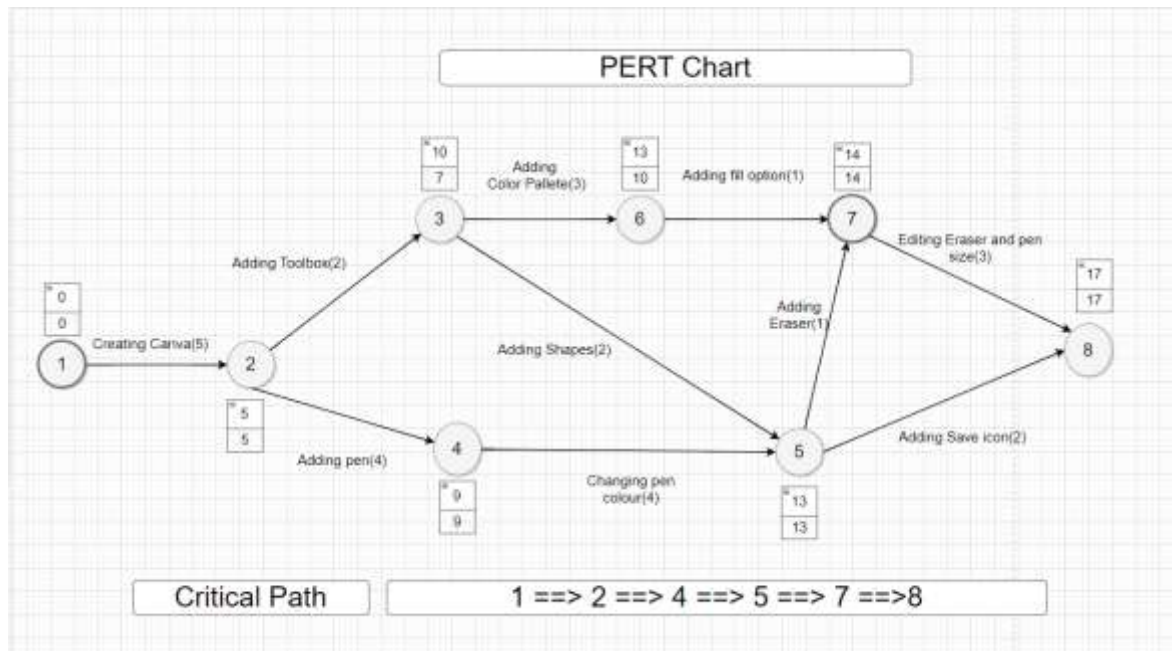 PERT Chart
10
7
Adding
Color Pallete(3)
13
10
Adding fill option(1)
14
14
3
6
7
Editing Eraser and pen
size(3)
Adding Toolbox(2)
17
17
0
0
Adding
Eraser(1)
Creating Canva(5)
Adding Shapes(2)
1
2
8
5
5
Adding pen(4)
4
5
Adding Save icon(2)
Changing pen
colour(4)
9
9
13
13
Critical Path
1 ==> 2 ==> 4 ==> 5 ==> 7 ==>8